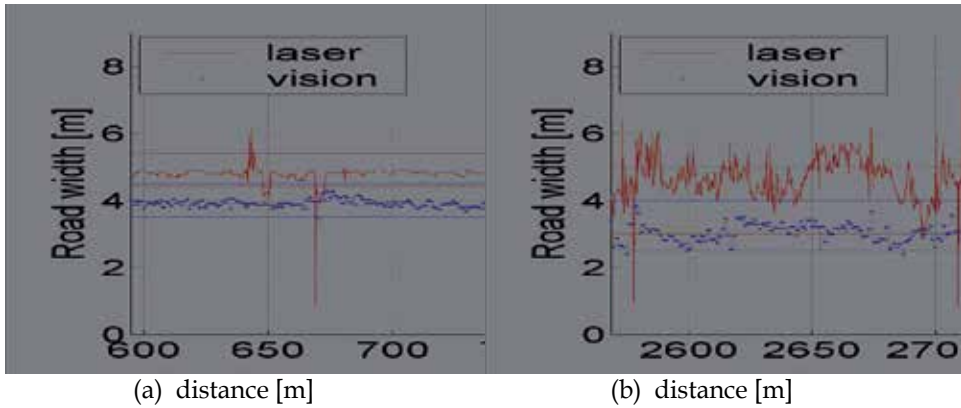 laser
vision
Road width [m]
8
6
4
2
0
600 650 700
laser
vision
Road width [m]
8
6
4
2
0
2600 2650 270
(a) distance [m]
(b) distance [m]